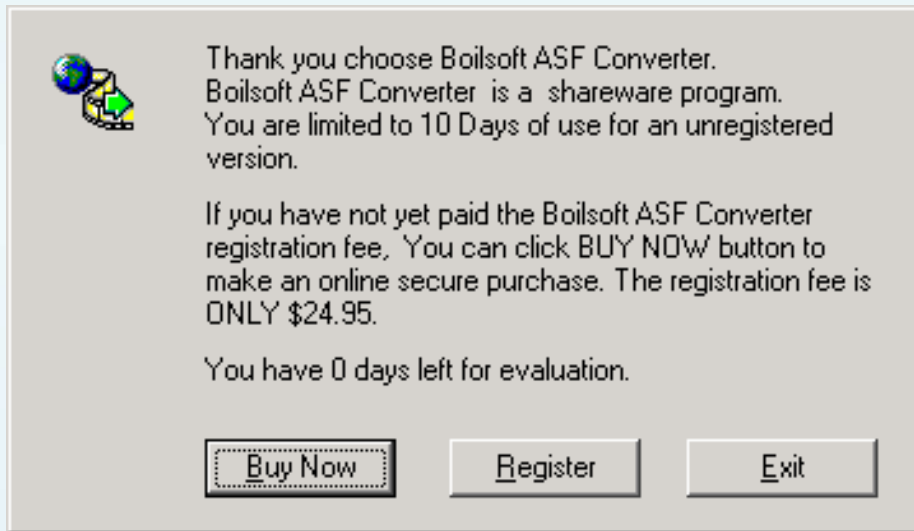 Thank you choose Boilsoft ASF Converter.
Boilsoft ASF Converter  is a  shareware program.
You are limited to 10 Days of use for an unregistered
version.
If you have not yet paid the Boilsoft ASF Converter
registration fee,  You can click BUY NOW button to
make an online secure purchase. The registration fee is
ONLY $24.95.
You have 0 days left for evaluation.
Buy Now Register Exit